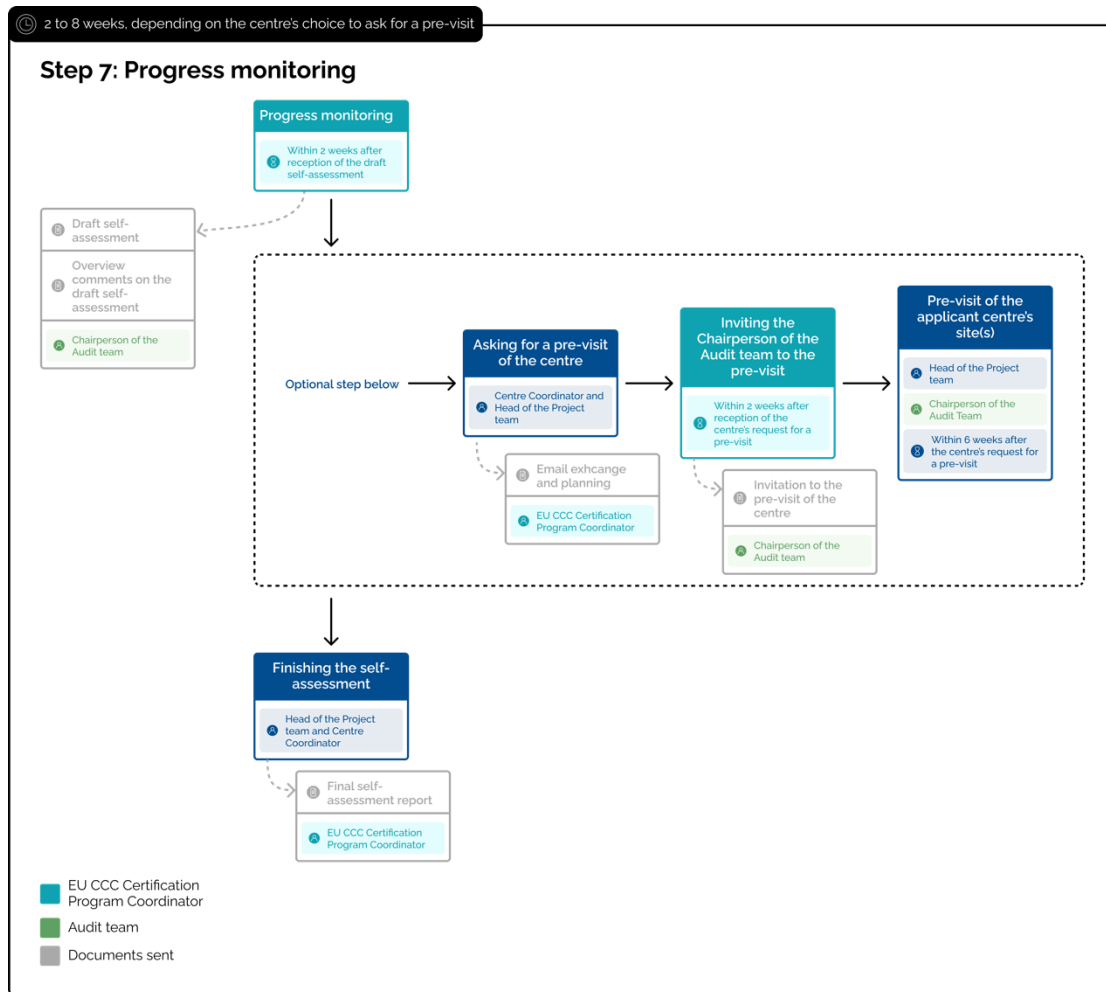 2 to 8 weeks, depending on the centre's choice to ask for a pre-visit
Step 7: Progress monitoring
Progress monitoring
Within 2 weeks after
reception of the draft
self-assessment
Draft self-
assessment
Overview
comments on the
draft self-
assessment
Chairperson of the
Audit team
Optional step below
Asking for a pre-visit
of the centre
Centre Coordinator and
Head of the Project
team
Email exhcange
and planning
EU CCC Certification
Program Coordinator
Inviting the
Chairperson of the
Audit team to the
pre-visit
Within 2 weeks after
reception of the
centre's request for a
pre-visit
Invitation to the
pre-visit of the
centre
Chairperson of the
Audit team
Pre-visit of the
applicant centre's
site(s)
Head of the Project
team
Chairperson of the
Audit Team
Within 6 weeks after
the centre's request for
a pre-visit
Finishing the self-
assessment
Head of the Project
team and Centre
Coordinator
Final self-
assessment report
EU CCC Certification
Program Coordinator
EU CCC Certification
Program Coordinator
Audit team
Documents sent